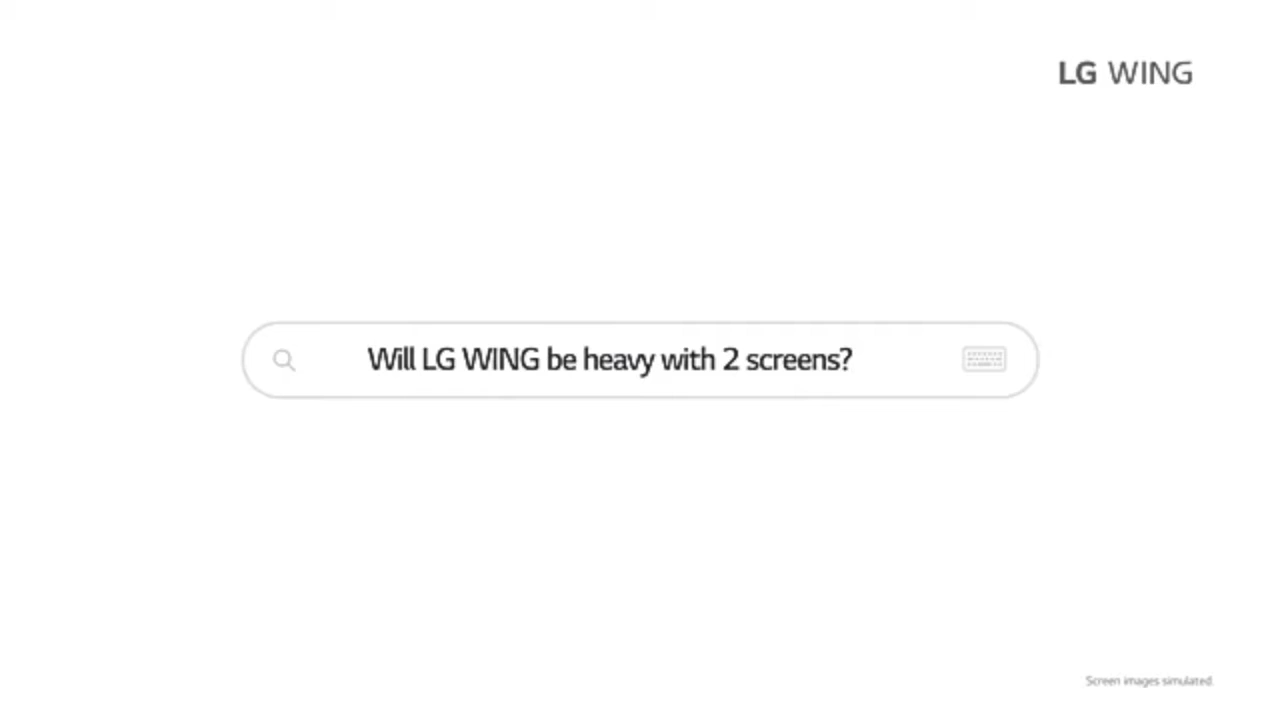 LG WING
Will LG WING be heavy with 2 screens?
Screen images simulated.